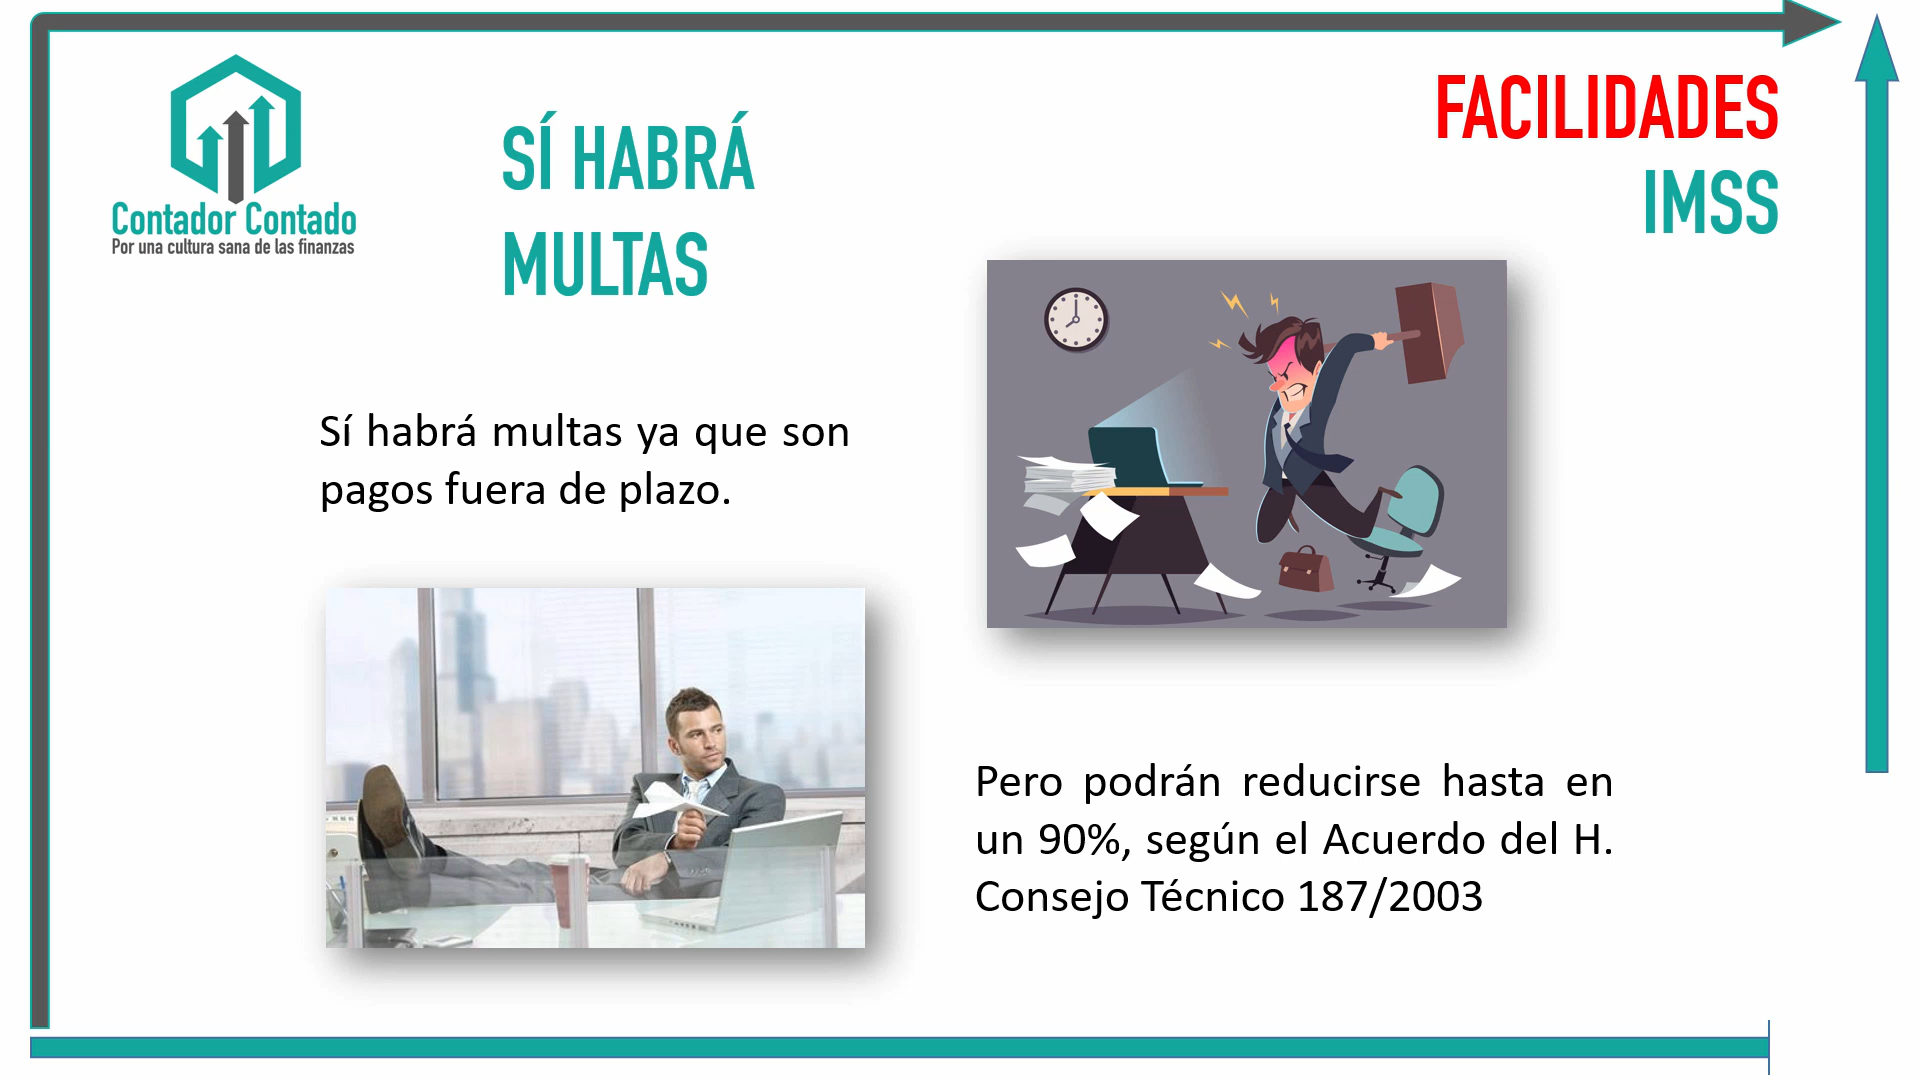 Contador Contado
Por una cultura sana de las finanzas
SÍ HABRÁ
MULTAS
FACILIDADES
IMSS
Sí habrá multas ya que son
pagos fuera de plazo.
Pero podrán reducirse hasta en
un 90%, según el Acuerdo del H.
Consejo Técnico 187/2003